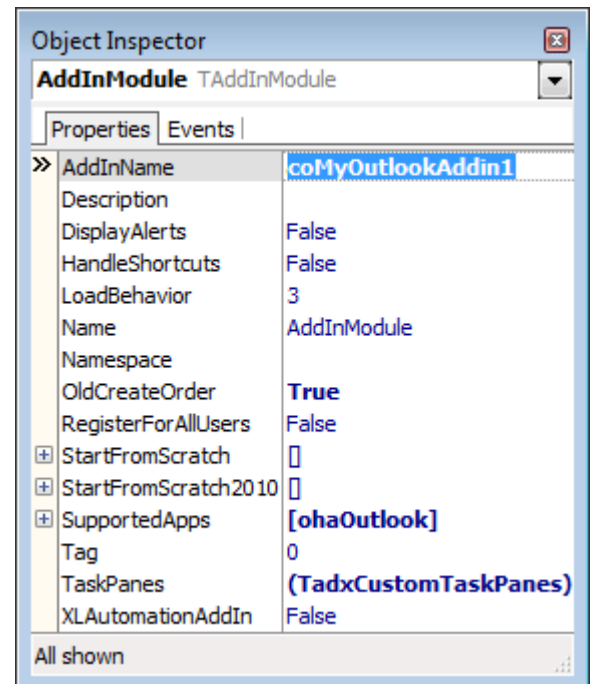 Object Inspector
AddInModule TAddInModule
Properties Events
AddInName coMyOutlookAddin1
Description
DisplayAlerts False
HandleShortcuts False
LoadBehavior 3
Name AddInModule
Namespace
OldCreateOrder True
RegisterForAllUsers False
StartFromScratch []
StartFromScratch2010 []
SupportedApps [ohaOutlook]
Tag 0
TaskPanes (TadxCustomTaskPanes)
XLAutomationAddIn False
All shown